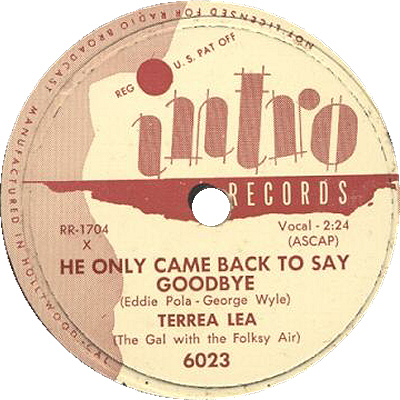 NOT LICENSED FOR RADIO BROADCAST
MANUFACTURED IN HOLLYWOOD, CAL.
REG U.S. PAT OFF
intro
RECORDS
RR-1704
X
Vocal - 2:24
(ASCAP)
HE ONLY CAME BACK TO SAY
GOODBYE
(Eddie Pola - George Wyle)
TERREA LEA
(The Gal with the Folksy Air)
6023